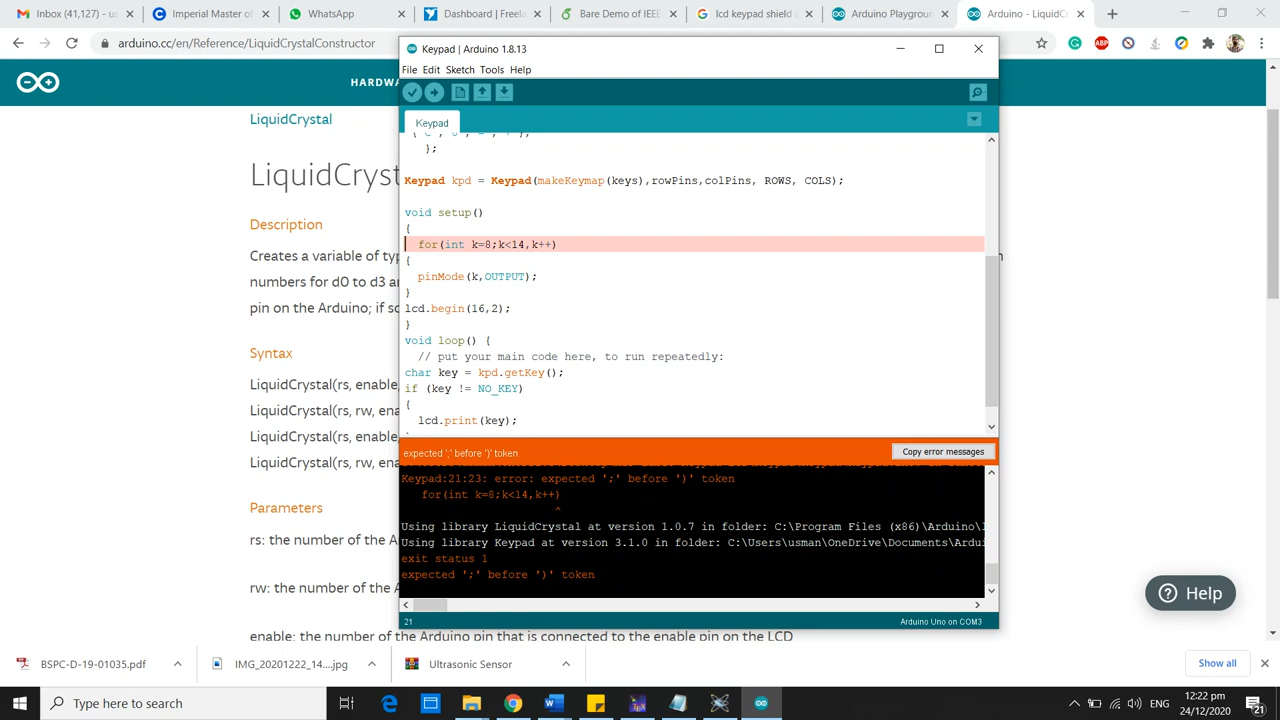 Inbox (41,127) - us
Imperial Master of
WhatsApp
Dashboard | Freel
Bare Demo of IEEE
lcd keypad shield
Arduino Playgroun
Arduino - LiquidC
arduino.cc/en/Reference/LiquidCrystalConstructor
HARDWA
LiquidCrystal
LiquidCryst
Description
Creates a variable of typ
numbers for d0 to d3 ar
pin on the Arduino; if so
Syntax
LiquidCrystal(rs, enable,
LiquidCrystal(rs, rw, ena
LiquidCrystal(rs, enable,
LiquidCrystal(rs, rw, ena
Parameters
rs: the number of the A
rw: the number of the A
enable: the number of the Arduino pin that is connected to the enable pin on the LCD
Keypad | Arduino 1.8.13
File Edit Sketch Tools Help
Keypad
};
Keypad kpd = Keypad(makeKeymap(keys),rowPins,colPins, ROWS, COLS);
void setup()
{
for(int k=8;k<14,k++)
{
pinMode(k,OUTPUT);
}
lcd.begin(16,2);
}
void loop() {
// put your main code here, to run repeatedly:
char key = kpd.getKey();
if (key != NO_KEY)
{
lcd.print(key);
expected ';' before ')' token
Copy error messages
Keypad:21:23: error: expected ';' before ')' token
for(int k=8;k<14,k++)
^
Using library LiquidCrystal at version 1.0.7 in folder: C:\Program Files (x86)\Arduino\l
Using library Keypad at version 3.1.0 in folder: C:\Users\usman\OneDrive\Documents\Ardui
exit status 1
expected ';' before ')' token
21
Arduino Uno on COM3
Help
BSPC-D-19-01035.pdf
IMG_20201222_14....jpg
Ultrasonic Sensor
Show all
Type here to search
12:22 pm
24/12/2020
21